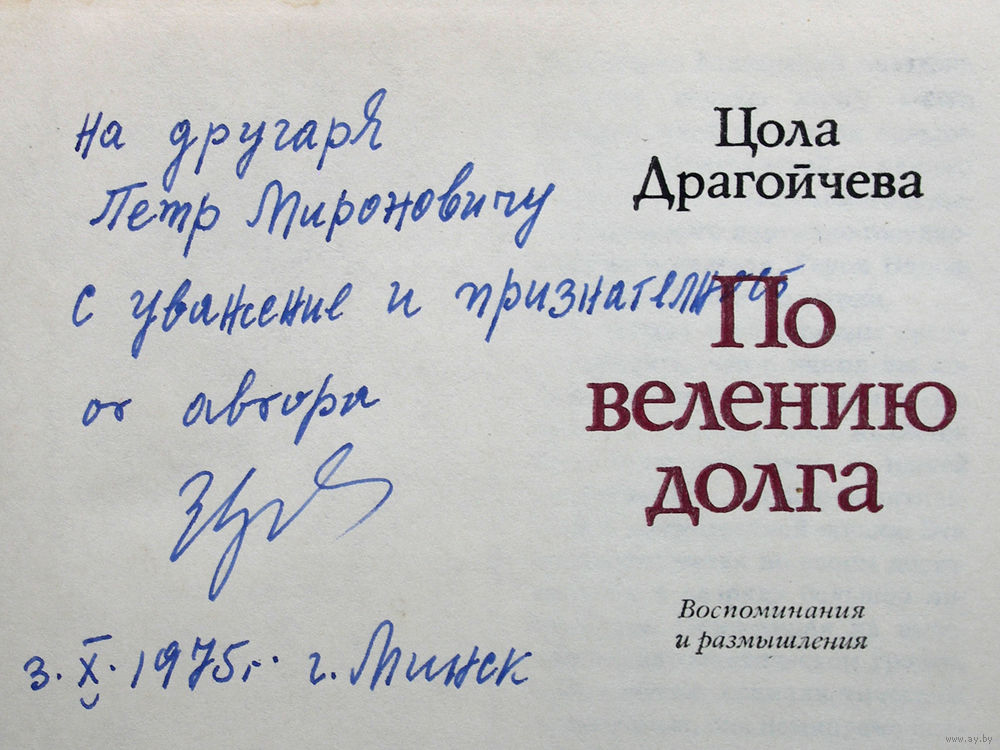 на другаря
Петр Мироновичу
с уважение и признателност
от автора
3. X. 1975г. г. Минск
Цола
Драгойчева
По
велению
долга
Воспоминания
и размышления
www.ay.by